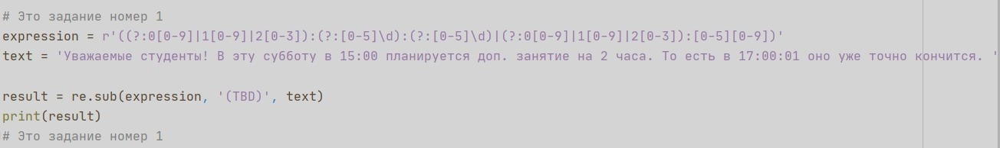 # Это задание номер 1
expression = r'((?:0[0-9]|1[0-9]|2[0-3]):(?:[0-5]\d):(?:[0-5]\d)|(?:0[0-9]|1[0-9]|2[0-3]):[0-5][0-9])'
text = 'Уважаемые студенты! В эту субботу в 15:00 планируется доп. занятие на 2 часа. То есть в 17:00:01 оно уже точно кончится. '
result = re.sub(expression, '(TBD)', text)
print(result)
# Это задание номер 1